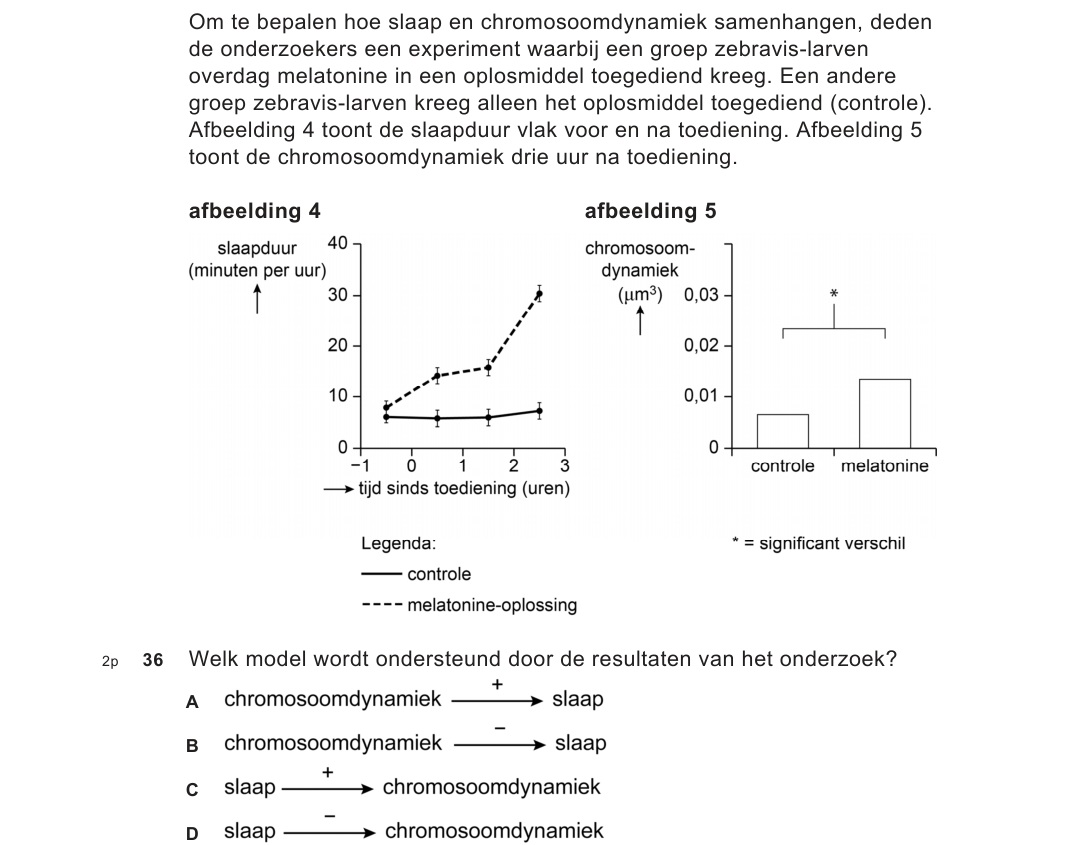 Om te bepalen hoe slaap en chromosoomdynamiek samenhangen, deden
de onderzoekers een experiment waarbij een groep zebravis-larven
overdag melatonine in een oplosmiddel toegediend kreeg. Een andere
groep zebravis-larven kreeg alleen het oplosmiddel toegediend (controle).
Afbeelding 4 toont de slaapduur vlak voor en na toediening. Afbeelding 5
toont de chromosoomdynamiek drie uur na toediening.
afbeelding 4
slaapduur
(minuten per uur)
40
30
20
10
0
−1 0 1 2 3
tijd sinds toediening (uren)
Legenda:
controle
melatonine-oplossing
afbeelding 5
chromosoom-
dynamiek
(μm³)
0,03
0,02
0,01
0
*
controle melatonine
* = significant verschil
2p 36 Welk model wordt ondersteund door de resultaten van het onderzoek?
A chromosoomdynamiek + slaap
B chromosoomdynamiek − slaap
C slaap + chromosoomdynamiek
D slaap − chromosoomdynamiek